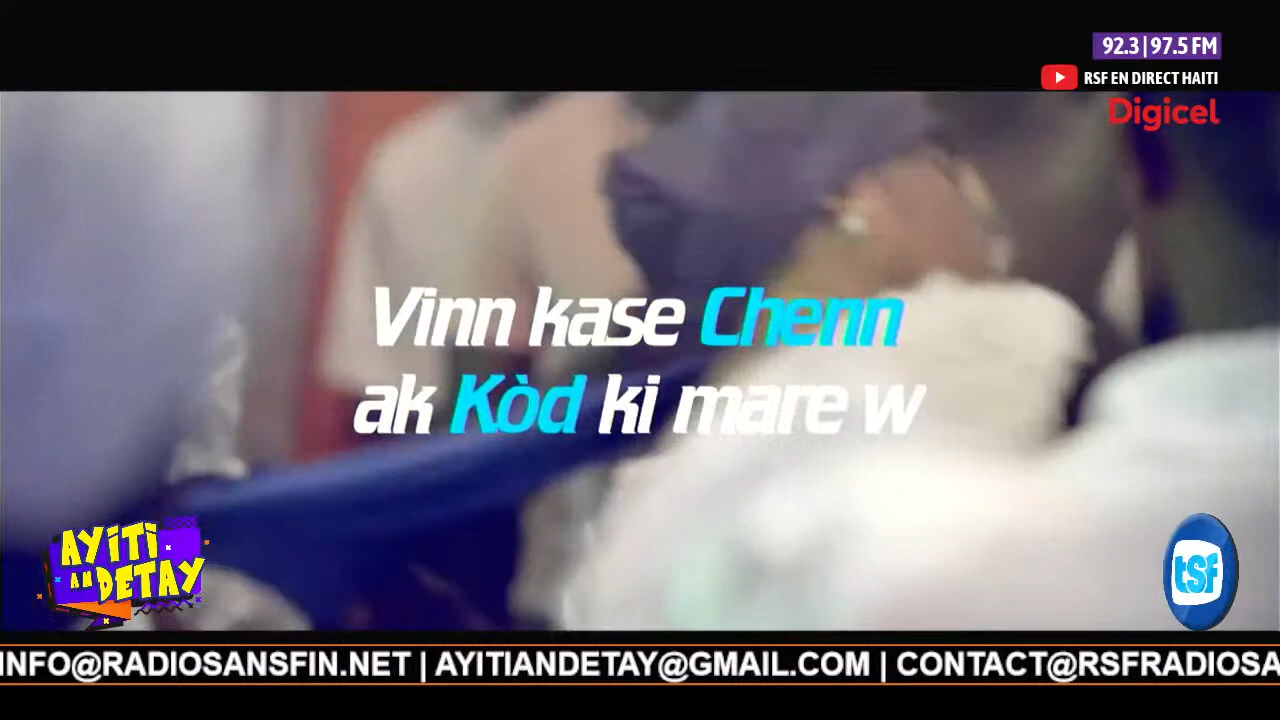 92.3|97.5 FM
RSF EN DIRECT HAITI
Digicel
Vinn kase Chenn
ak Kòd ki mare w
AYiTi
AN DETAY
tsf
INFO@RADIOSANSFIN.NET | AYITIANDETAY@GMAIL.COM | CONTACT@RSFRADIOSA